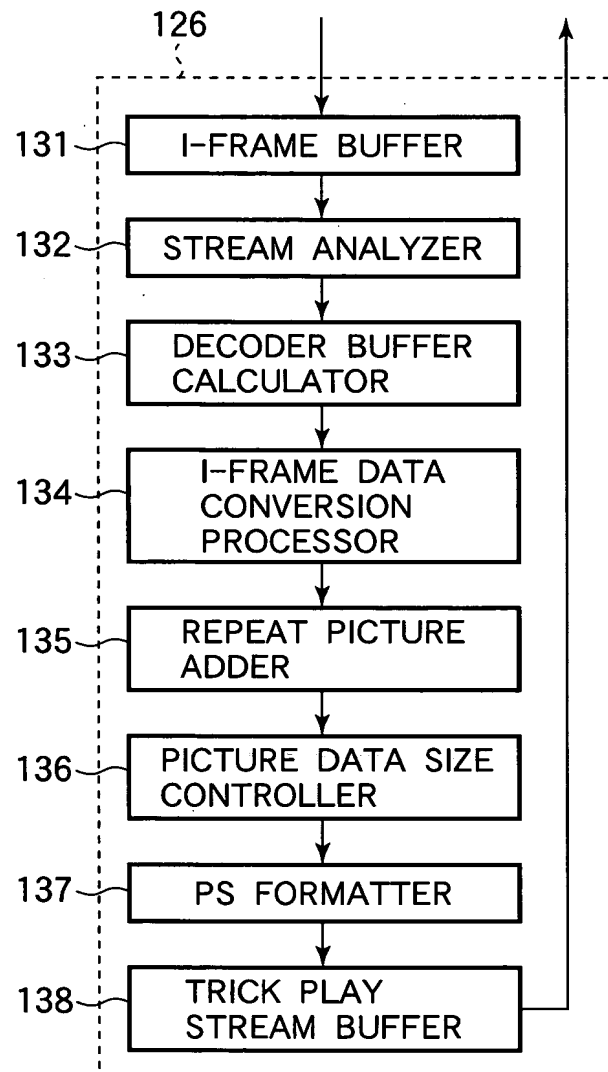 126
131
I-FRAME BUFFER
132
STREAM ANALYZER
133
DECODER BUFFER
CALCULATOR
134
I-FRAME DATA
CONVERSION
PROCESSOR
135
REPEAT PICTURE
ADDER
136
PICTURE DATA SIZE
CONTROLLER
137
PS FORMATTER
138
TRICK PLAY
STREAM BUFFER